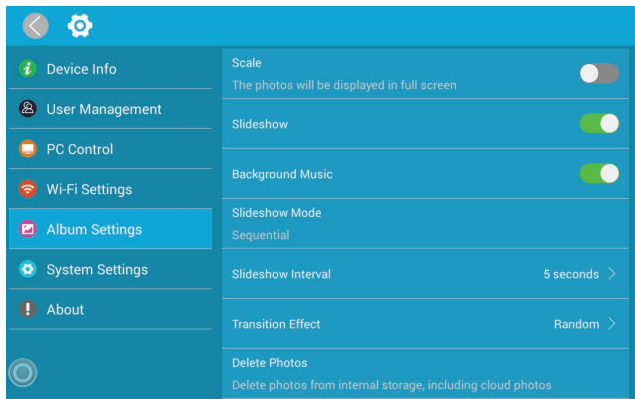 Device Info
User Management
PC Control
Wi-Fi Settings
Album Settings
System Settings
About
Scale
The photos will be displayed in full screen
Slideshow
Background Music
Slideshow Mode
Sequential
Slideshow Interval 5 seconds
Transition Effect Random
Delete Photos
Delete photos from internal storage, including cloud photos